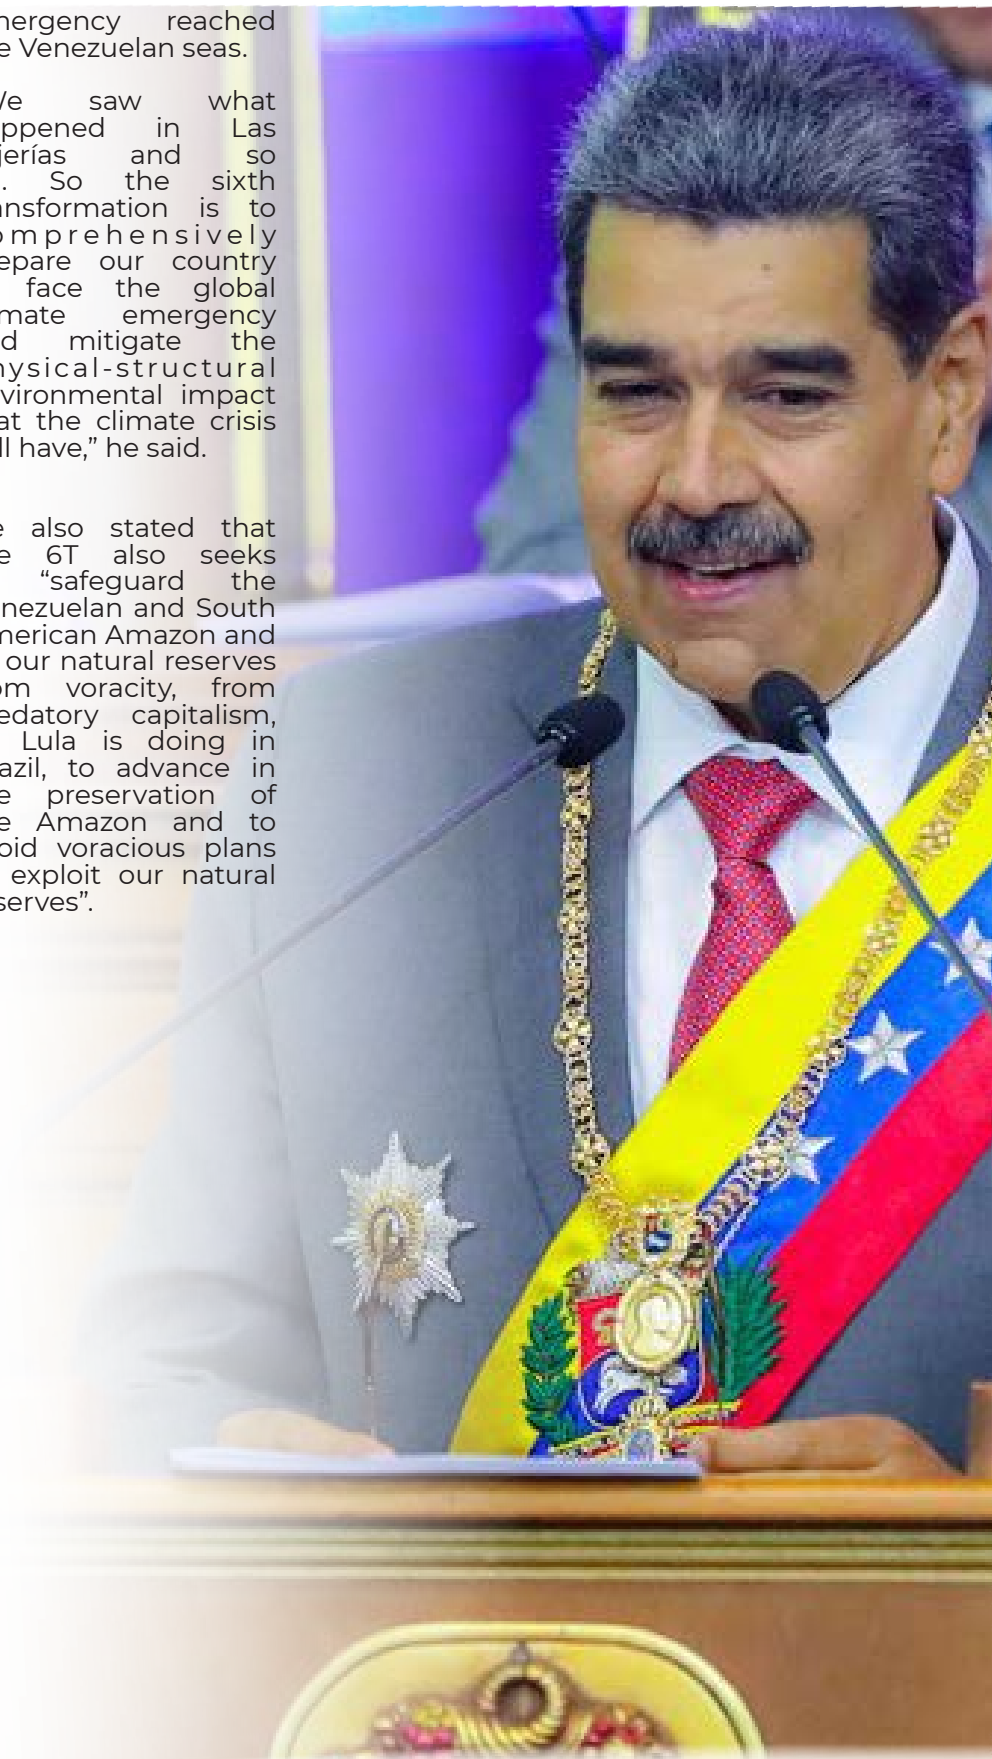 nergency reached
e Venezuelan seas.
We saw what
ppened in Las
jerías and so
. So the sixth
ansformation is to
omprehensively
epare our country
face the global
mate emergency
d mitigate the
hysical-structural
vironmental impact
at the climate crisis
ll have,” he said.
e also stated that
e 6T also seeks
“safeguard the
nezuelan and South
merican Amazon and
our natural reserves
om voracity, from
edatory capitalism,
Lula is doing in
azil, to advance in
e preservation of
e Amazon and to
oid voracious plans
exploit our natural
serves”.